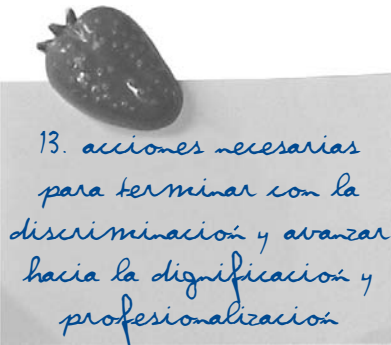 13. acciones necesarias
para terminar con la
discriminación y avanzar
hacia la dignificación y
profesionalización